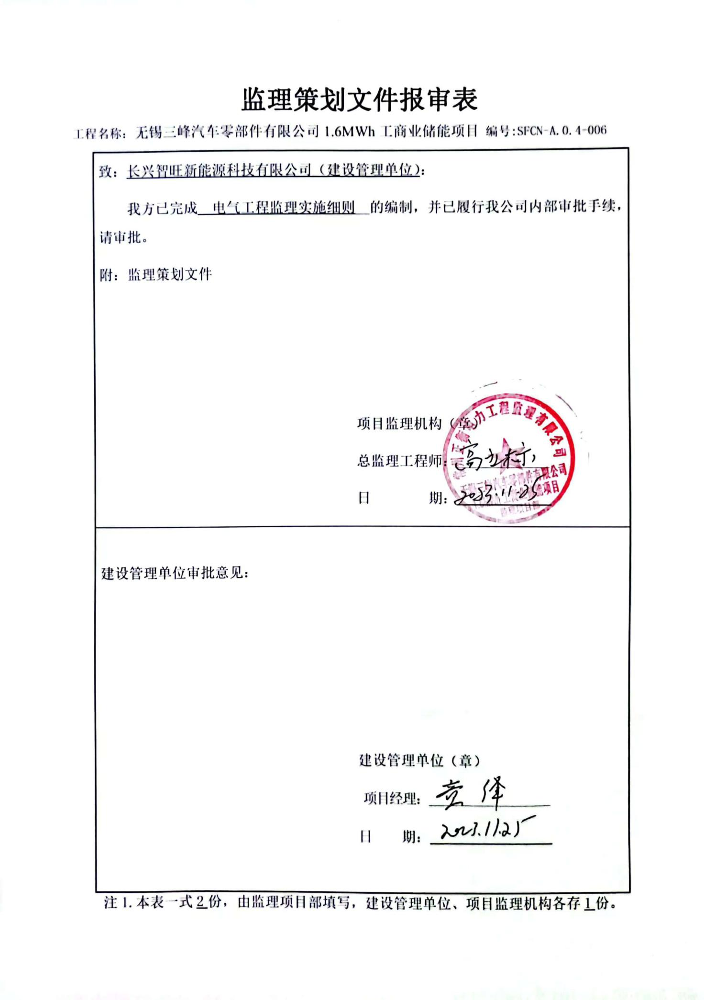 监理策划文件报审表
工程名称：无锡三峰汽车零部件有限公司 1.6MWh 工商业储能项目 编号:SFCN-A.0.4-006
致：长兴智旺新能源科技有限公司（建设管理单位）：
我方已完成 电气工程监理实施细则 的编制，并已履行我公司内部审批手续，
请审批。
附：监理策划文件
项目监理机构（章）
力工程监理有限公司
总监理工程师：高立标
无锡三峰汽车零部件有限公司
工商业储能项目
监理项目部
日 期：2023.11.25
建设管理单位审批意见：
建设管理单位（章）
项目经理：
日 期：2023.11.25
注 1.本表一式 2 份，由监理项目部填写，建设管理单位、项目监理机构各存 1 份。